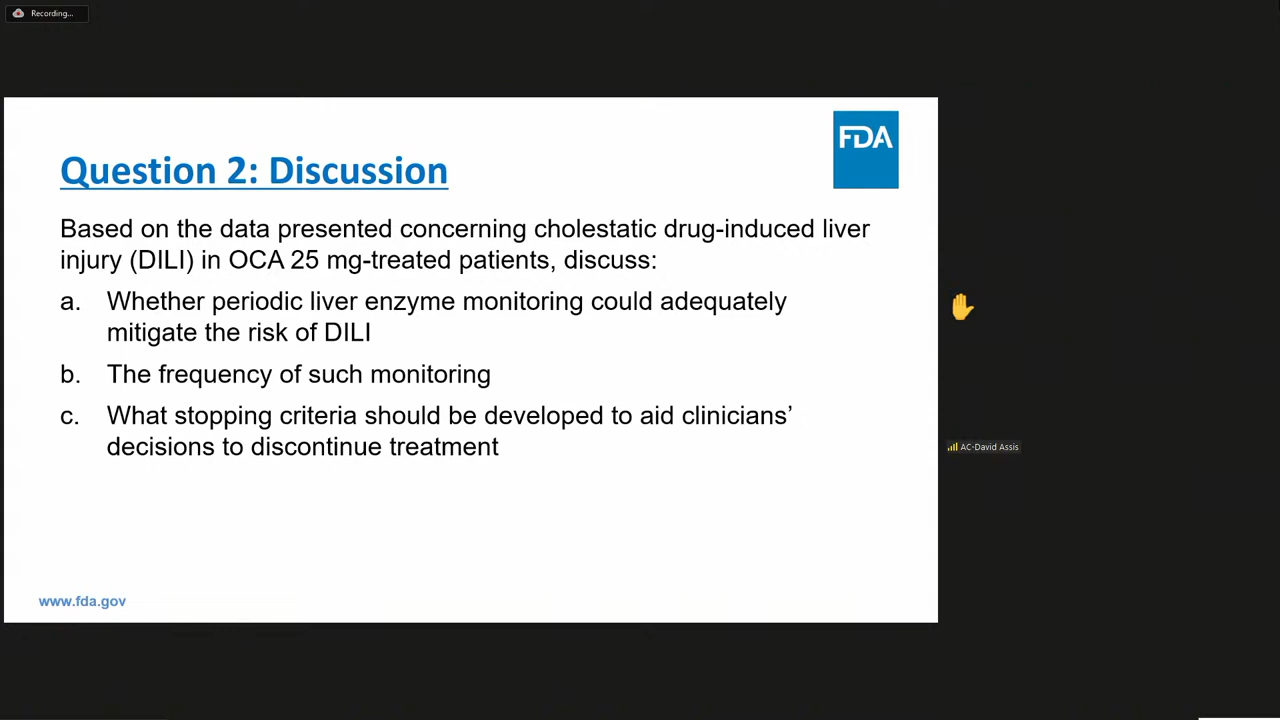 Recording...
FDA
Question 2: Discussion
Based on the data presented concerning cholestatic drug-induced liver
injury (DILI) in OCA 25 mg-treated patients, discuss:
a. Whether periodic liver enzyme monitoring could adequately
mitigate the risk of DILI
b. The frequency of such monitoring
c. What stopping criteria should be developed to aid clinicians’
decisions to discontinue treatment
AC-David Assis
www.fda.gov